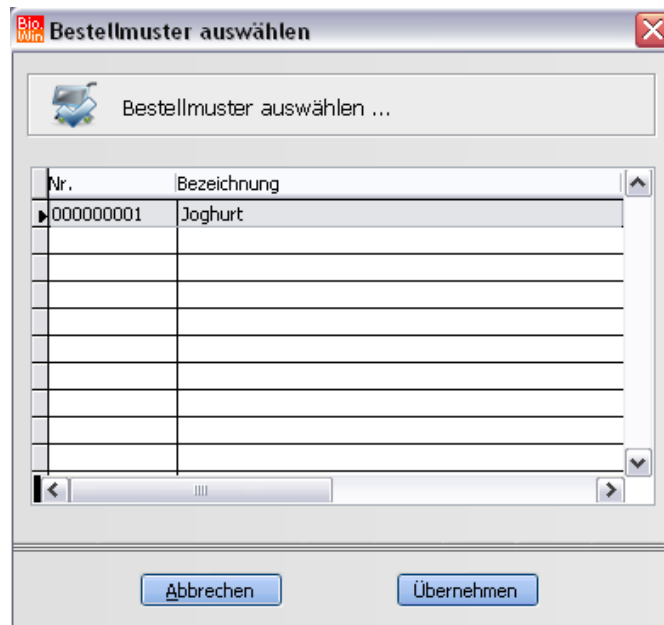 Bio.
Win Bestellmuster auswählen
Bestellmuster auswählen ...
Nr. Bezeichnung
000000001 Joghurt
Abbrechen Übernehmen